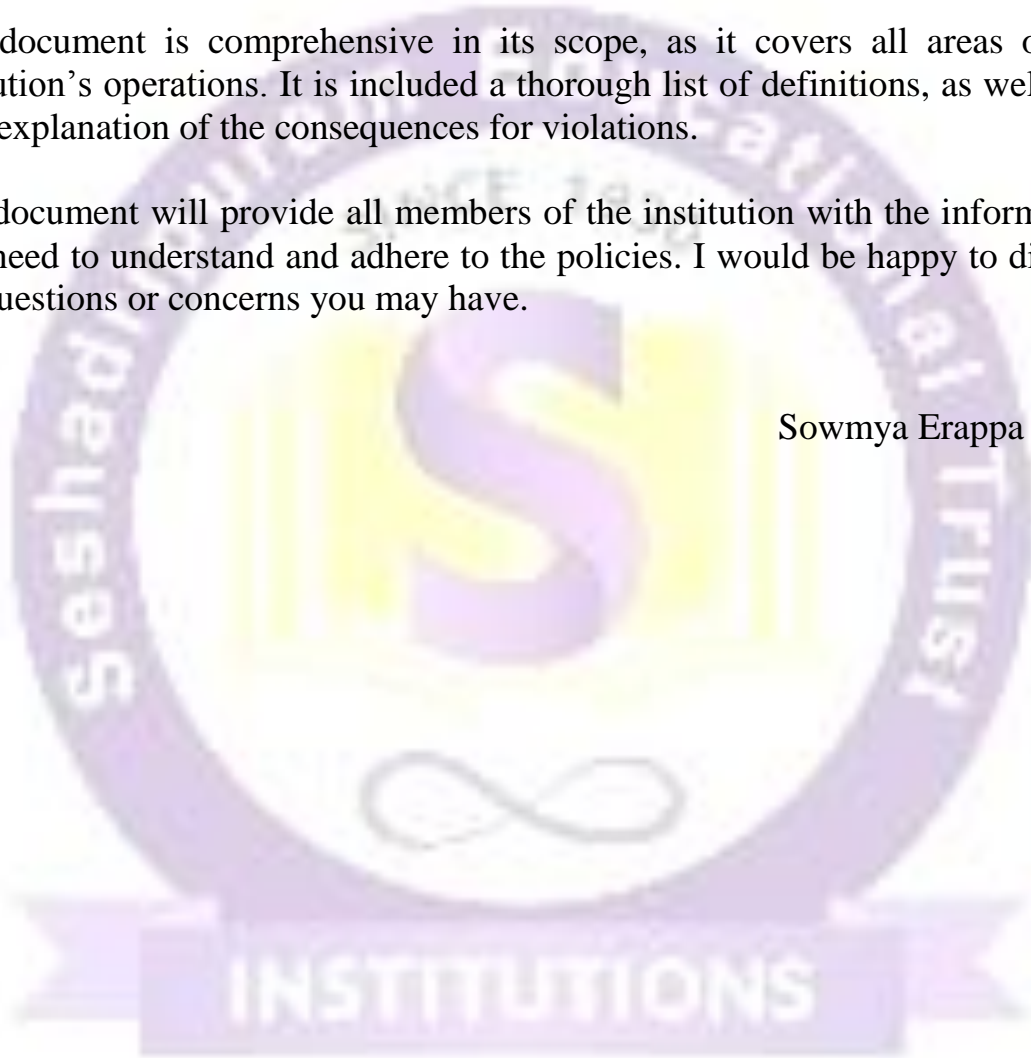 document is comprehensive in its scope, as it covers all areas o
ution’s operations. It is included a thorough list of definitions, as wel
explanation of the consequences for violations.
document will provide all members of the institution with the inform
need to understand and adhere to the policies. I would be happy to di
uestions or concerns you may have.
Sowmya Erappa
Seshadripuram Educational Trust
S
INSTITUTIONS